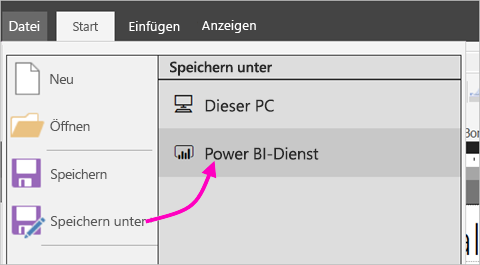 Datei Start Einfügen Anzeigen
Speichern unter
Neu
Dieser PC
Öffnen
Power BI-Dienst
Speichern
Speichern unter